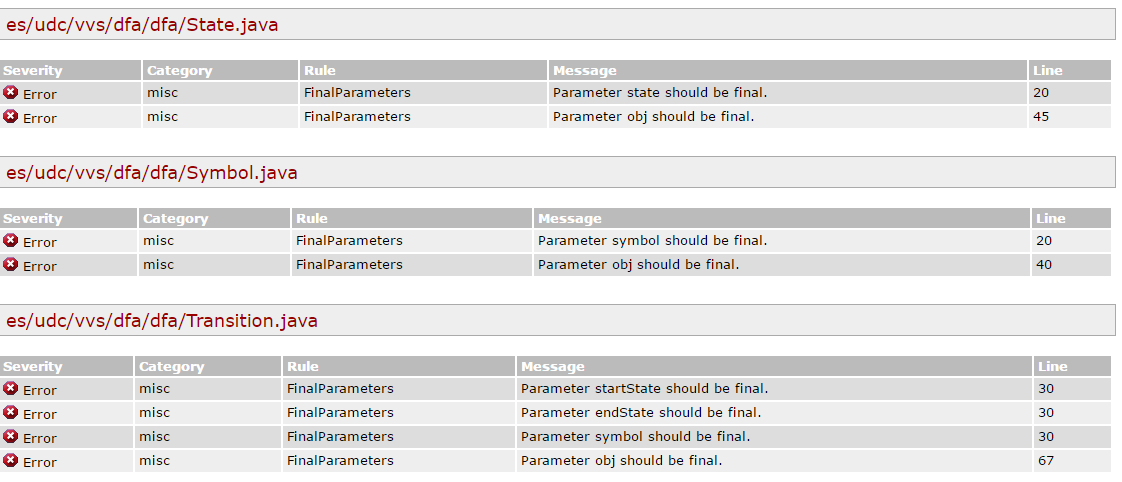 es/udc/vvs/dfa/dfa/State.java
Severity Category Rule Message Line
Error misc FinalParameters Parameter state should be final. 20
Error misc FinalParameters Parameter obj should be final. 45
es/udc/vvs/dfa/dfa/Symbol.java
Severity Category Rule Message Line
Error misc FinalParameters Parameter symbol should be final. 20
Error misc FinalParameters Parameter obj should be final. 40
es/udc/vvs/dfa/dfa/Transition.java
Severity Category Rule Message Line
Error misc FinalParameters Parameter startState should be final. 30
Error misc FinalParameters Parameter endState should be final. 30
Error misc FinalParameters Parameter symbol should be final. 30
Error misc FinalParameters Parameter obj should be final. 67